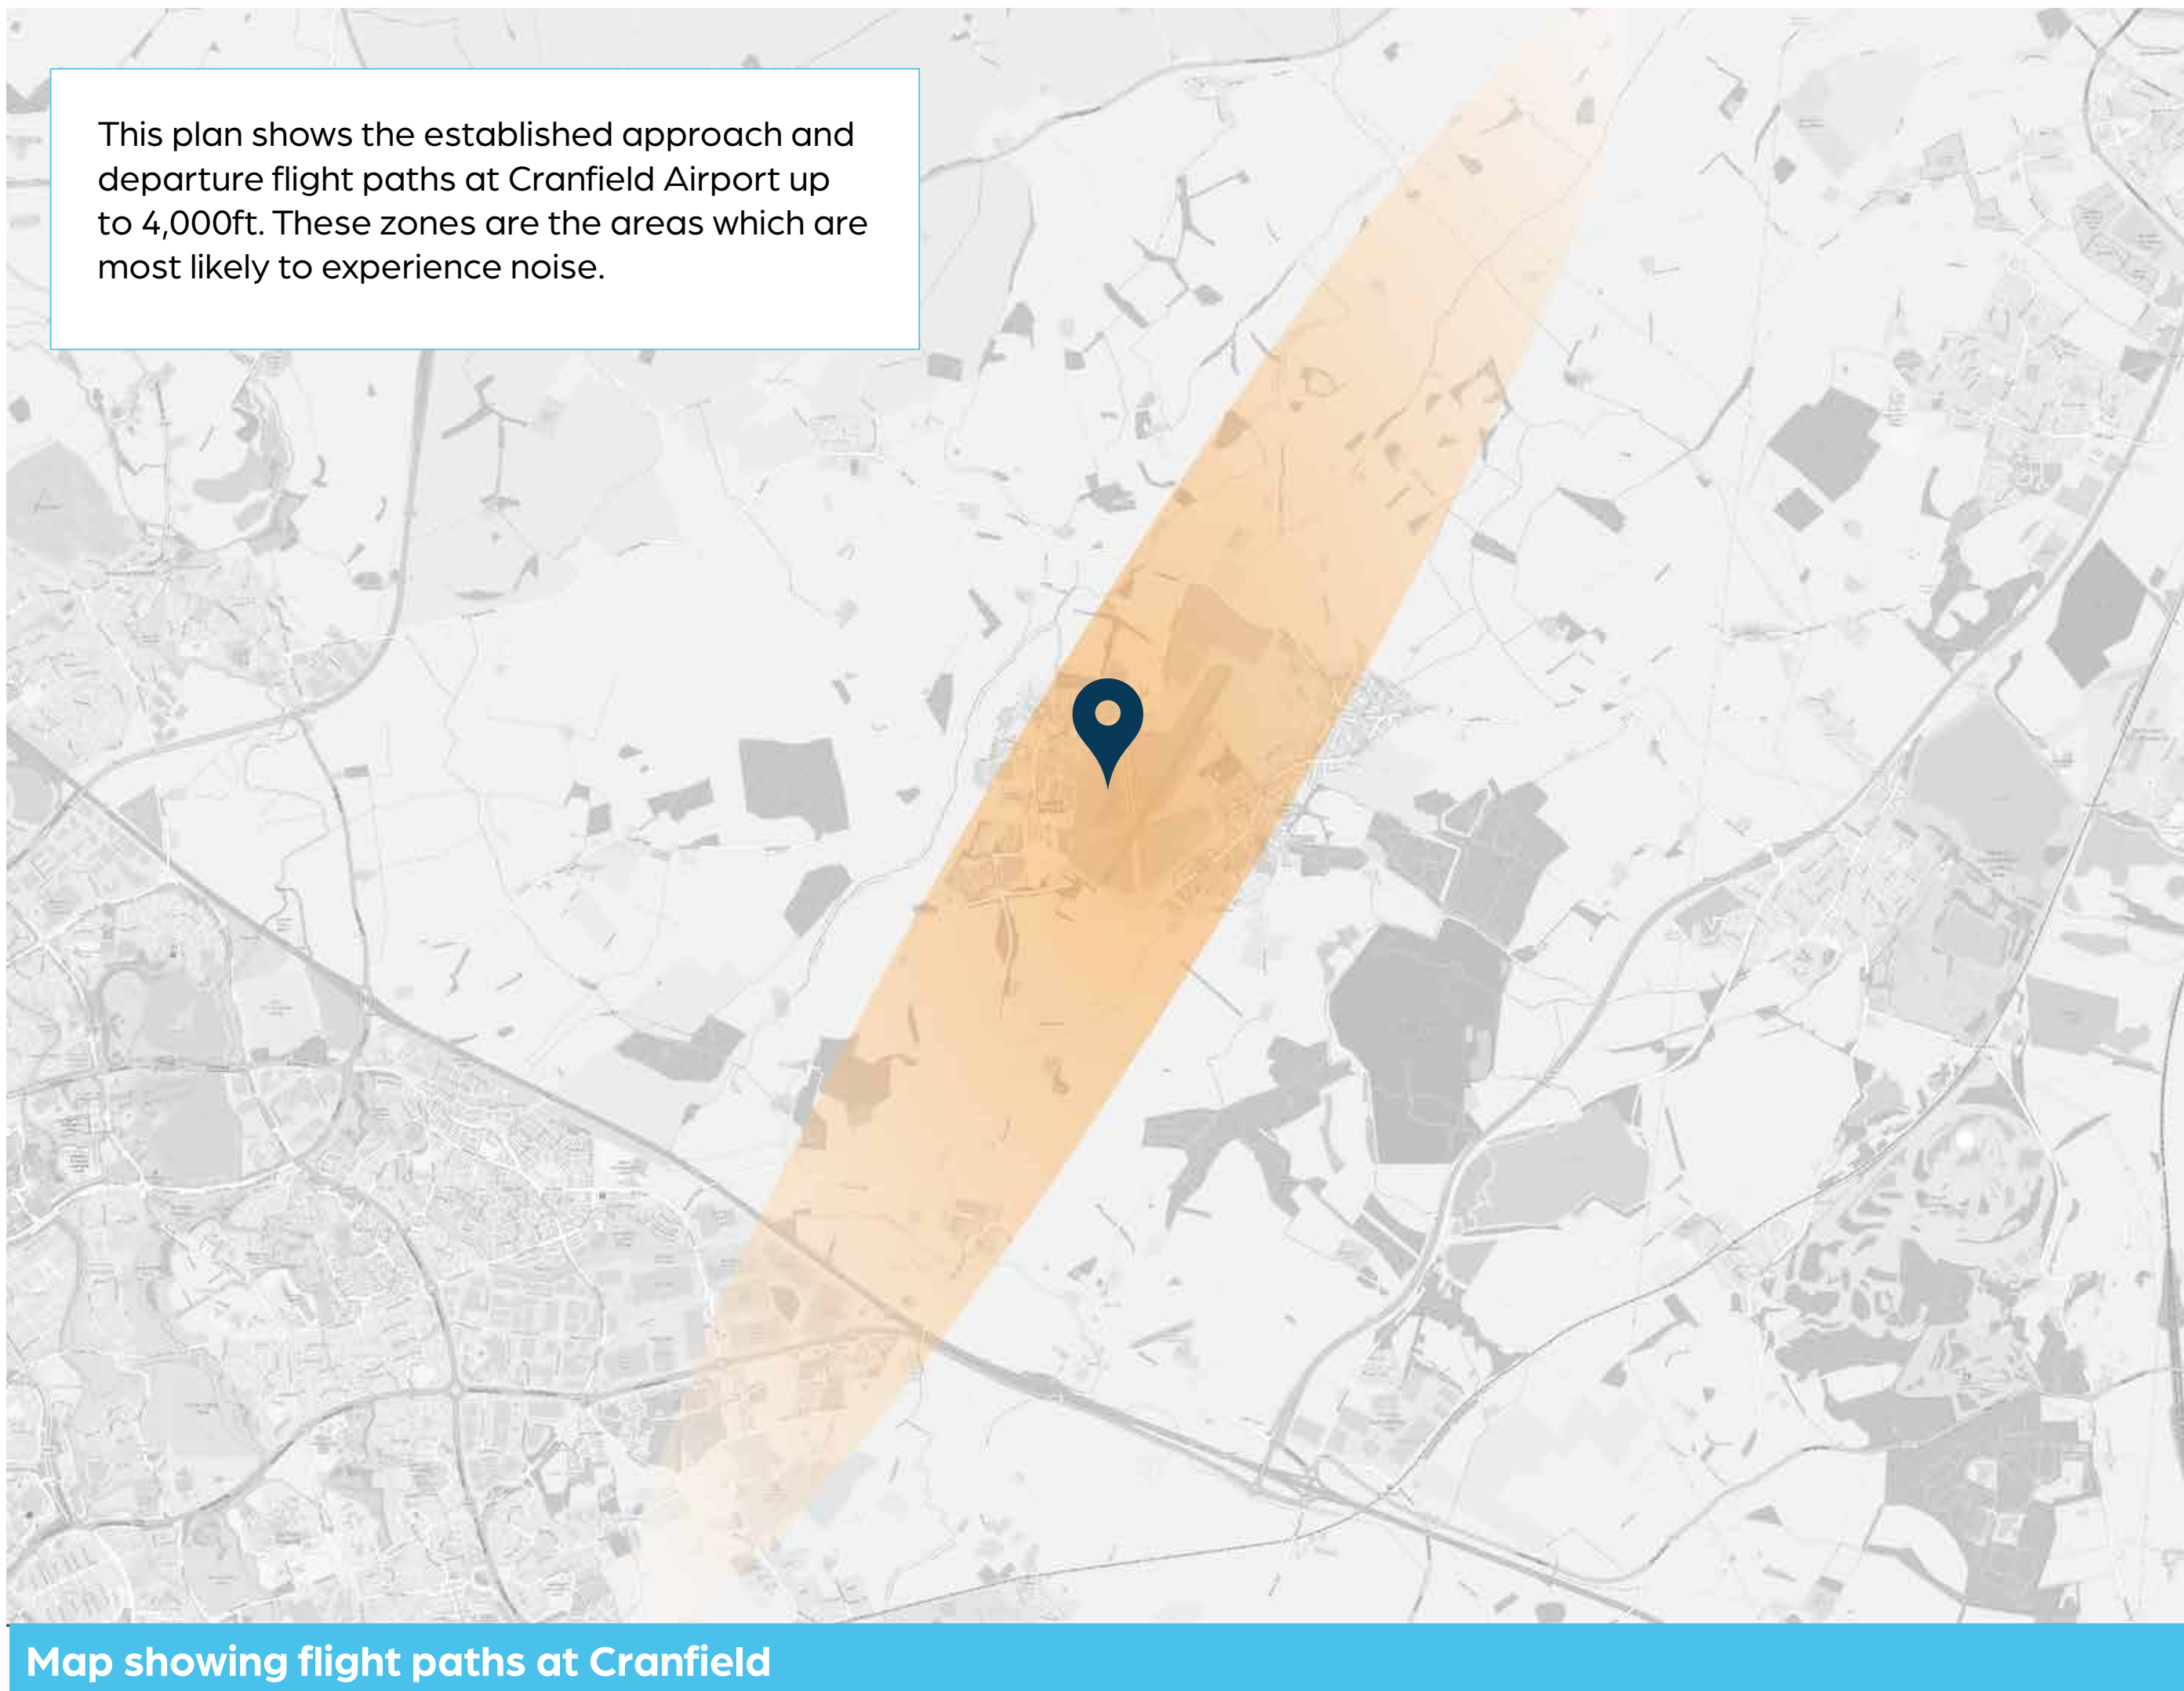 This plan shows the established approach and
departure flight paths at Cranfield Airport up
to 4,000ft. These zones are the areas which are
most likely to experience noise.
Map showing flight paths at Cranfield